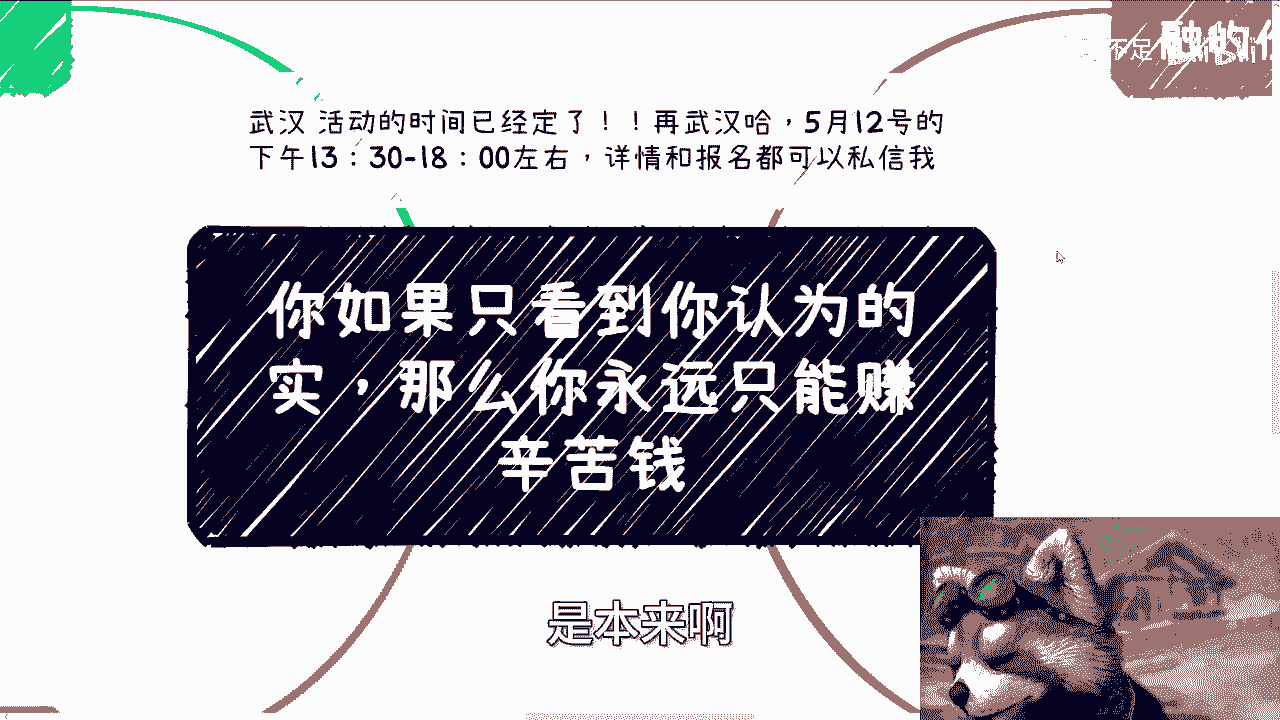 融的
不足
武汉 活动的时间已经定了！！再武汉哈，5月12号的
下午13：30-18：00左右，详情和报名都可以私信我
你如果只看到你认为的
实，那么你永远只能赚
辛苦钱
是本来啊